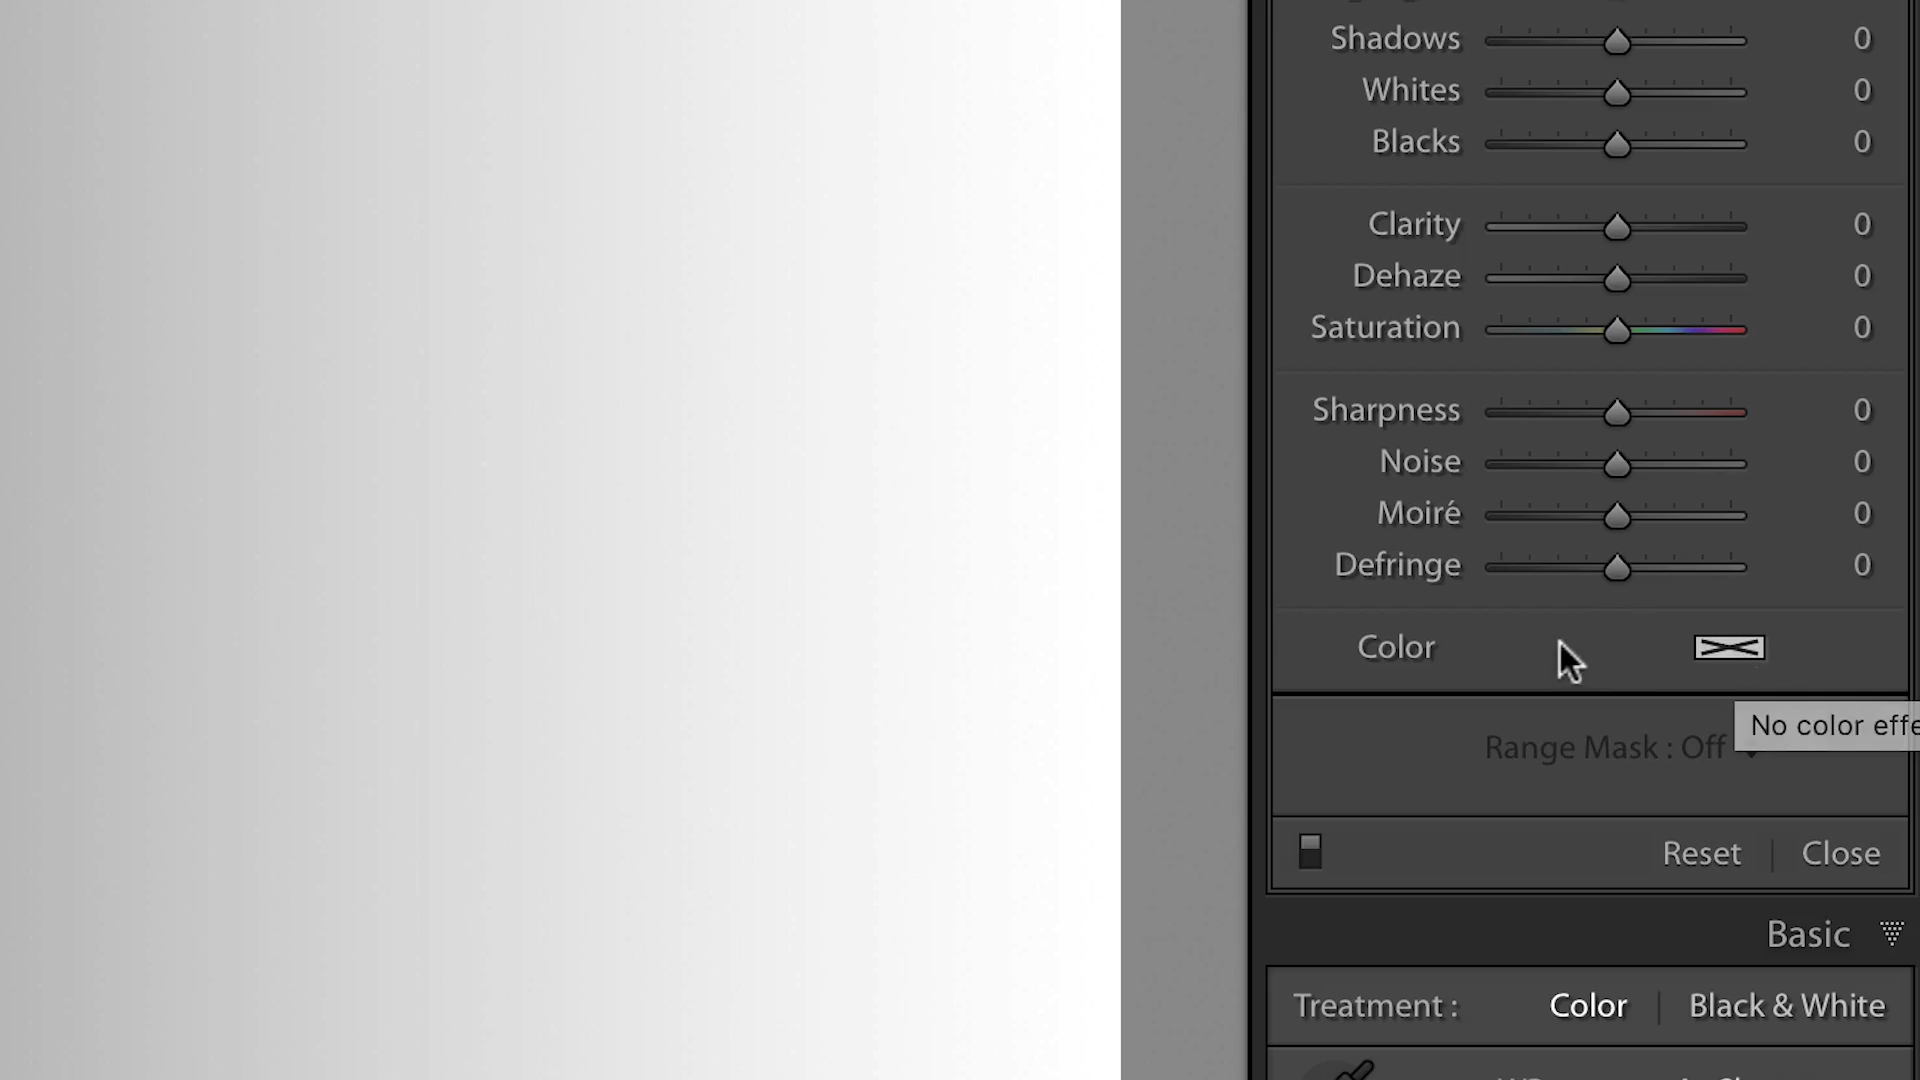 Shadows 0
Whites 0
Blacks 0
Clarity 0
Dehaze 0
Saturation 0
Sharpness 0
Noise 0
Moiré 0
Defringe 0
Color
No color effe
Range Mask : Off
Reset | Close
Basic
Treatment : Color | Black & White